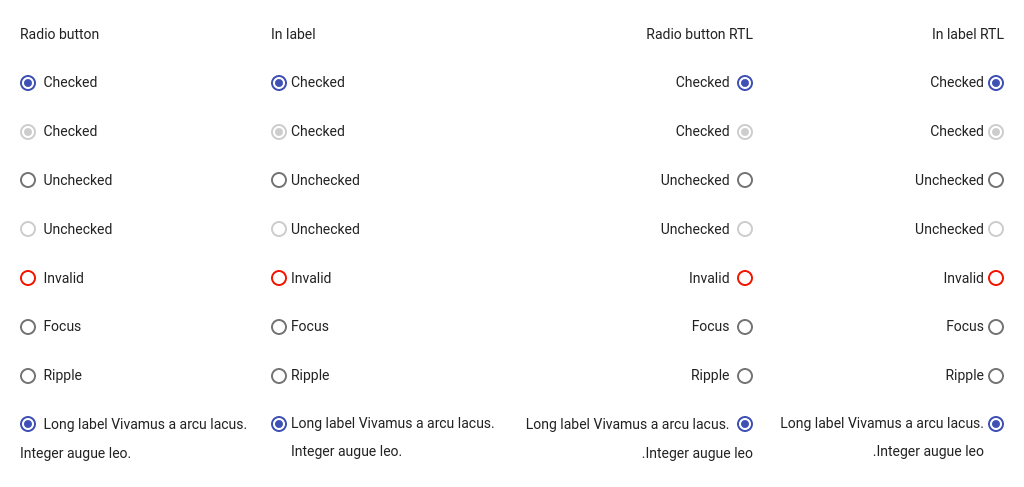 Radio button In label Radio button RTL In label RTL
Checked Checked Checked Checked
Checked Checked Checked Checked
Unchecked Unchecked Unchecked Unchecked
Unchecked Unchecked Unchecked Unchecked
Invalid Invalid Invalid Invalid
Focus Focus Focus Focus
Ripple Ripple Ripple Ripple
Long label Vivamus a arcu lacus. Long label Vivamus a arcu lacus. Long label Vivamus a arcu lacus. Long label Vivamus a arcu lacus.
Integer augue leo. Integer augue leo. .Integer augue leo .Integer augue leo